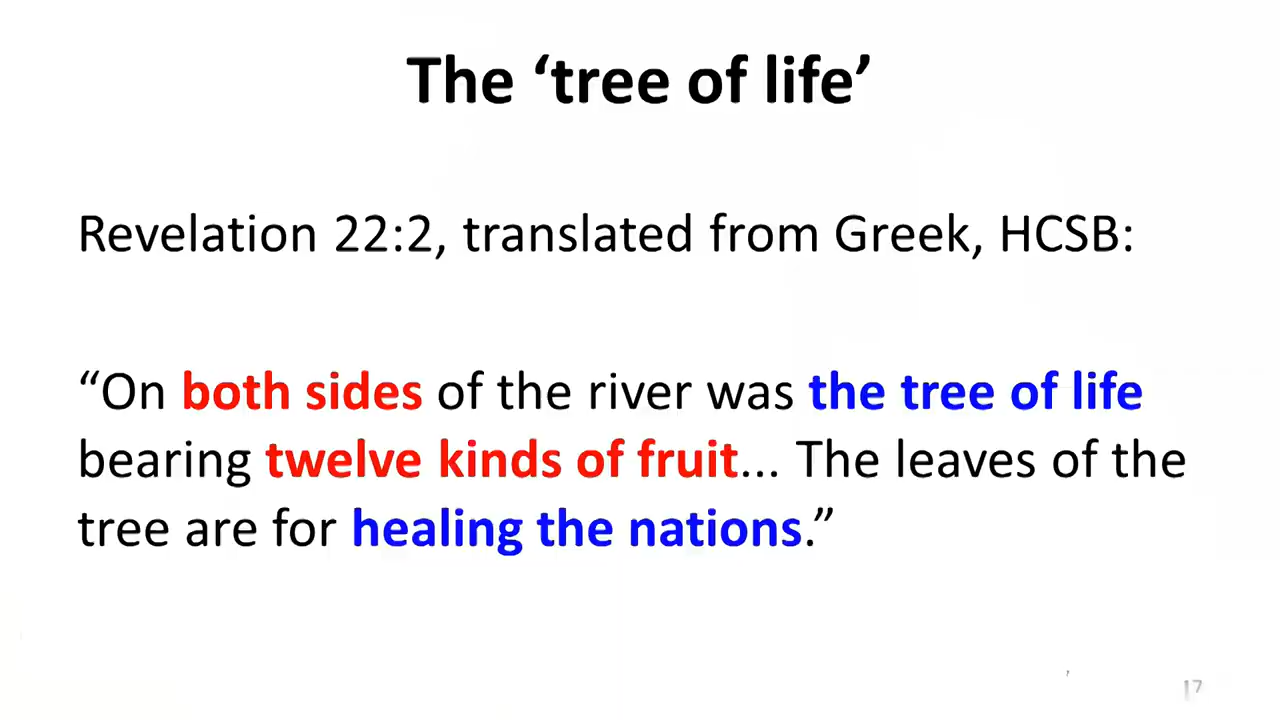 The ‘tree of life’
Revelation 22:2, translated from Greek, HCSB:
“On both sides of the river was the tree of life
bearing twelve kinds of fruit... The leaves of the
tree are for healing the nations.”
17